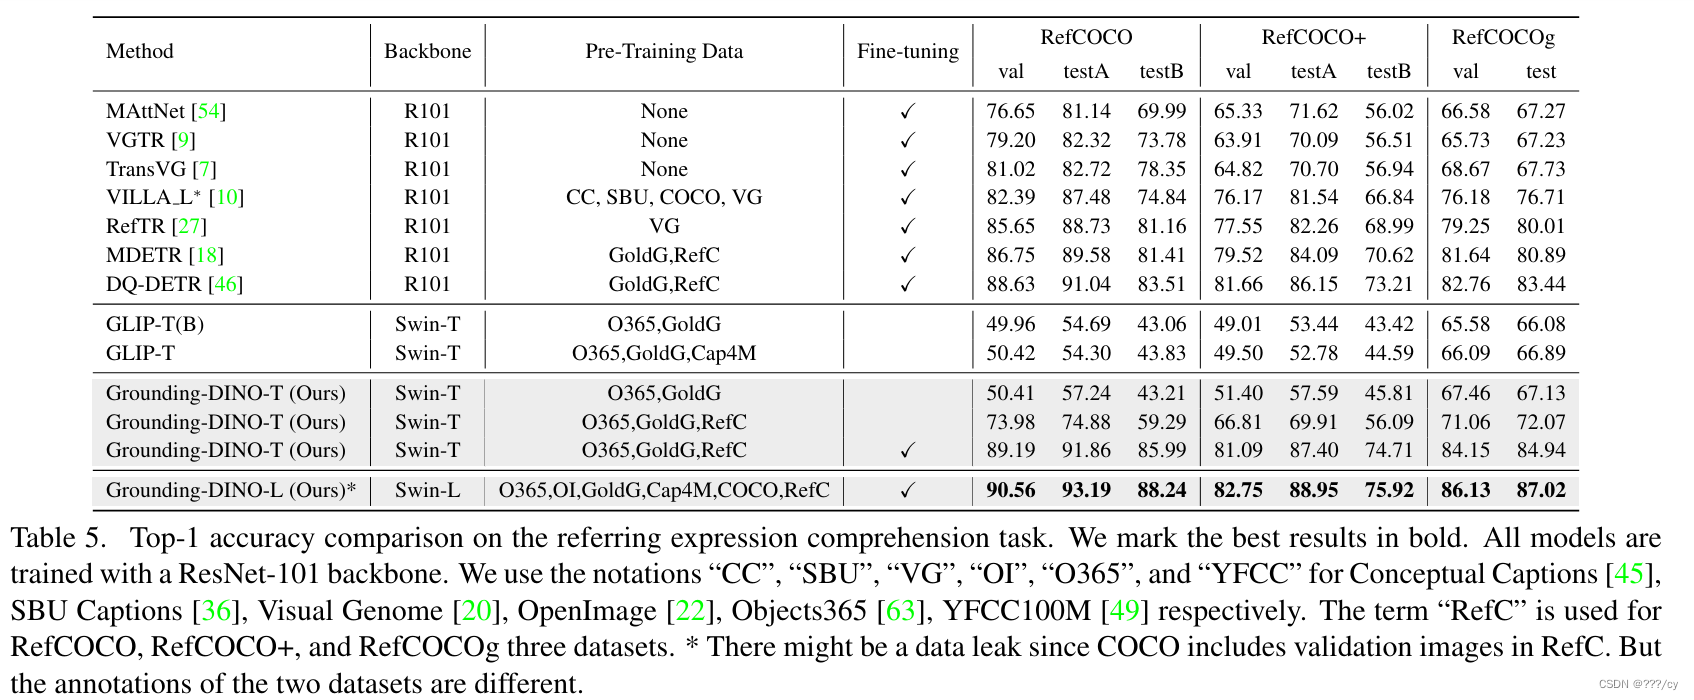 Method Backbone Pre-Training Data Fine-tuning RefCOCO RefCOCO+ RefCOCOg
val testA testB val testA testB val test
MAttNet [54] R101 None ✓ 76.65 81.14 69.99 65.33 71.62 56.02 66.58 67.27
VGTR [9] R101 None ✓ 79.20 82.32 73.78 63.91 70.09 56.51 65.73 67.23
TransVG [7] R101 None ✓ 81.02 82.72 78.35 64.82 70.70 56.94 68.67 67.73
VILLA_L* [10] R101 CC, SBU, COCO, VG ✓ 82.39 87.48 74.84 76.17 81.54 66.84 76.18 76.71
RefTR [27] R101 VG ✓ 85.65 88.73 81.16 77.55 82.26 68.99 79.25 80.01
MDETR [18] R101 GoldG,RefC ✓ 86.75 89.58 81.41 79.52 84.09 70.62 81.64 80.89
DQ-DETR [46] R101 GoldG,RefC ✓ 88.63 91.04 83.51 81.66 86.15 73.21 82.76 83.44
GLIP-T(B) Swin-T O365,GoldG 49.96 54.69 43.06 49.01 53.44 43.42 65.58 66.08
GLIP-T Swin-T O365,GoldG,Cap4M 50.42 54.30 43.83 49.50 52.78 44.59 66.09 66.89
Grounding-DINO-T (Ours) Swin-T O365,GoldG 50.41 57.24 43.21 51.40 57.59 45.81 67.46 67.13
Grounding-DINO-T (Ours) Swin-T O365,GoldG,RefC 73.98 74.88 59.29 66.81 69.91 56.09 71.06 72.07
Grounding-DINO-T (Ours) Swin-T O365,GoldG,RefC ✓ 89.19 91.86 85.99 81.09 87.40 74.71 84.15 84.94
Grounding-DINO-L (Ours)* Swin-L O365,OI,GoldG,Cap4M,COCO,RefC ✓ 90.56 93.19 88.24 82.75 88.95 75.92 86.13 87.02
Table 5. Top-1 accuracy comparison on the referring expression comprehension task. We mark the best results in bold. All models are
trained with a ResNet-101 backbone. We use the notations “CC”, “SBU”, “VG”, “OI”, “O365”, and “YFCC” for Conceptual Captions [45],
SBU Captions [36], Visual Genome [20], OpenImage [22], Objects365 [63], YFCC100M [49] respectively. The term “RefC” is used for
RefCOCO, RefCOCO+, and RefCOCOg three datasets. * There might be a data leak since COCO includes validation images in RefC. But
the annotations of the two datasets are different.
CSDN @???/cy